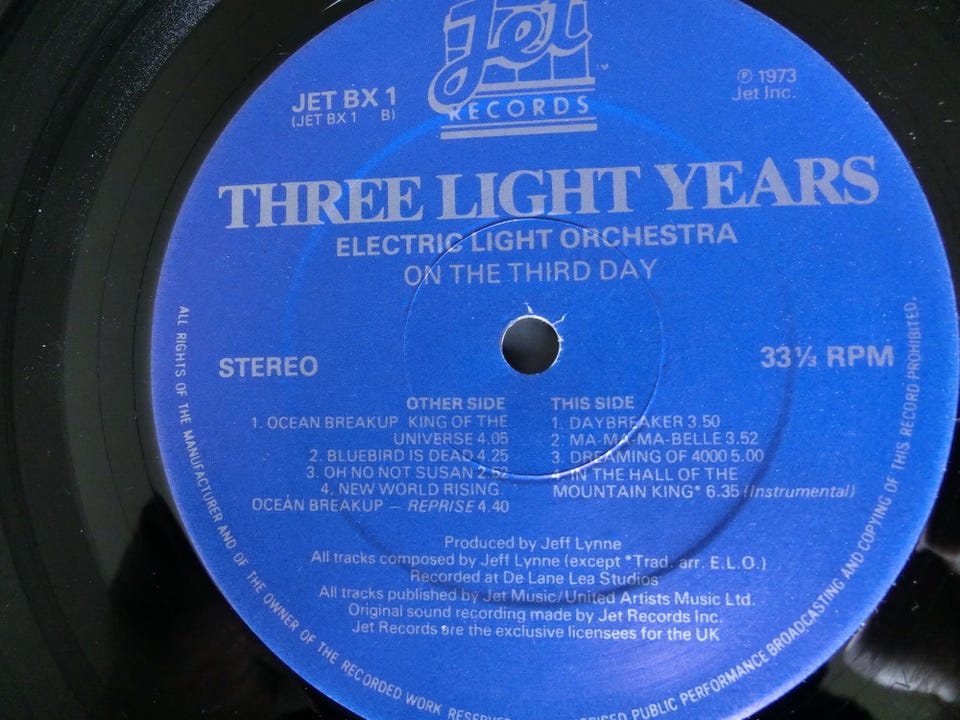 Jet
RECORDS
TM
JET BX 1
(JET BX 1 B)
℗ 1973
Jet Inc.
THREE LIGHT YEARS
ELECTRIC LIGHT ORCHESTRA
ON THE THIRD DAY
STEREO
33⅓ RPM
OTHER SIDE
1. OCEAN BREAKUP KING OF THE
UNIVERSE 4.05
2. BLUEBIRD IS DEAD 4.25
3. OH NO NOT SUSAN 2.52
4. NEW WORLD RISING.
OCEAN BREAKUP – REPRISE 4.40
THIS SIDE
1. DAYBREAKER 3.50
2. MA-MA-MA-BELLE 3.52
3. DREAMING OF 4000 5.00
4. IN THE HALL OF THE
MOUNTAIN KING* 6.35 (Instrumental)
Produced by Jeff Lynne
All tracks composed by Jeff Lynne (except *Trad. arr. E.L.O.)
Recorded at De Lane Lea Studios
All tracks published by Jet Music/United Artists Music Ltd.
Original sound recording made by Jet Records Inc.
Jet Records are the exclusive licensees for the UK
ALL RIGHTS OF THE MANUFACTURER AND OF THE OWNER OF THE RECORDED WORK RESERVED
PUBLIC PERFORMANCE BROADCASTING AND COPYING OF THIS RECORD PROHIBITED.